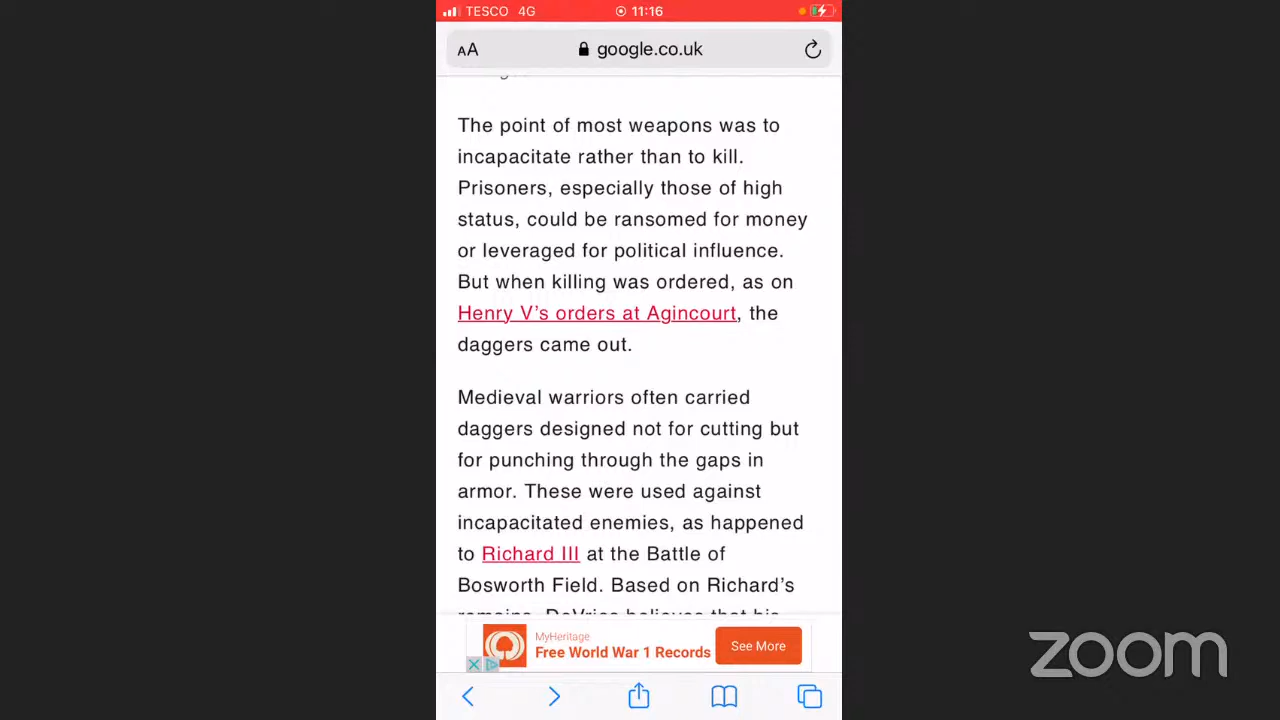 TESCO 4G 11:16
AA google.co.uk
The point of most weapons was to
incapacitate rather than to kill.
Prisoners, especially those of high
status, could be ransomed for money
or leveraged for political influence.
But when killing was ordered, as on
Henry V’s orders at Agincourt, the
daggers came out.
Medieval warriors often carried
daggers designed not for cutting but
for punching through the gaps in
armor. These were used against
incapacitated enemies, as happened
to Richard III at the Battle of
Bosworth Field. Based on Richard’s
remains, DeVries believes that his
MyHeritage
Free World War 1 Records
See More
zoom